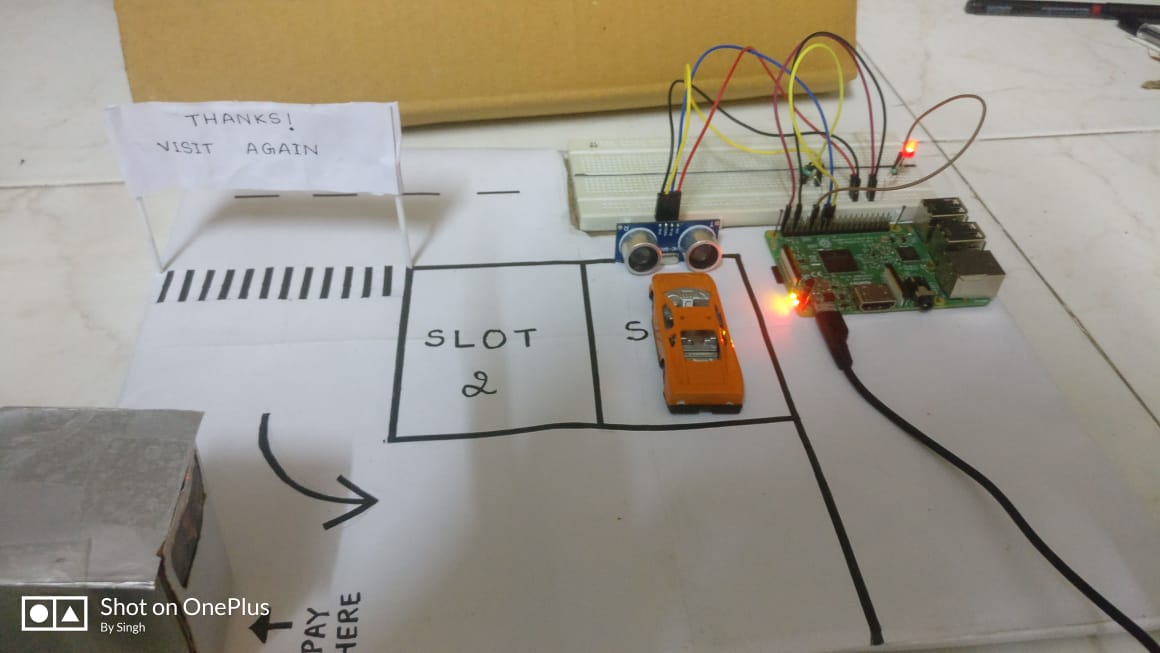 THANKS!
VISIT AGAIN
SLOT
2
S
PAY
HERE
Shot on OnePlus
By Singh